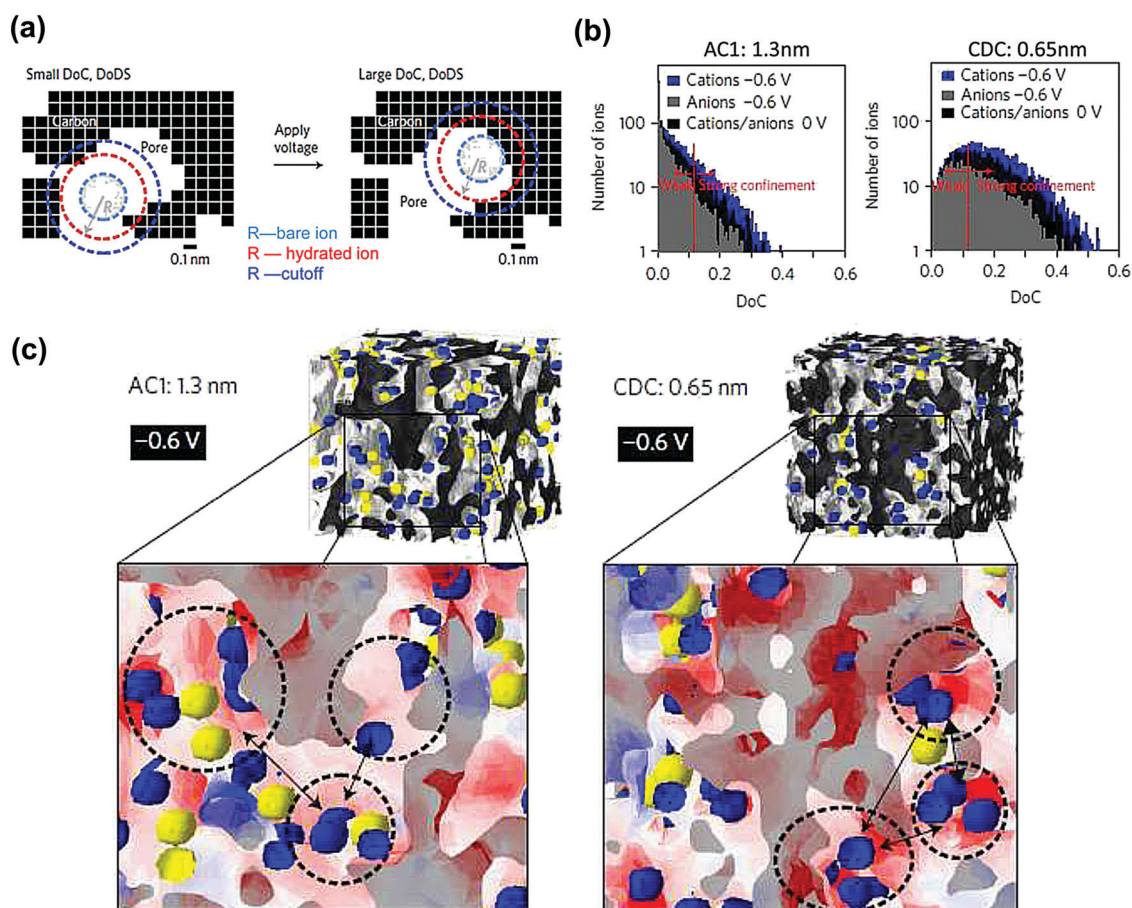 (a)
Small DoC, DoDS
Large DoC, DoDS
Carbon
Pore
R
Apply
voltage
Carbon
R
Pore
R—bare ion
R — hydrated ion
R — cutoff
0.1 nm
0.1 nm
(b)
AC1: 1.3nm
CDC: 0.65nm
Cations −0.6 V
Anions −0.6 V
Cations/anions 0 V
Number of ions
100
10
1
Weak Strong confinement
0.0 0.2 0.4 0.6
DoC
Cations −0.6 V
Anions −0.6 V
Cations/anions 0 V
Number of ions
100
10
1
Weak Strong confinement
0.0 0.2 0.4 0.6
DoC
(c)
AC1: 1.3 nm
−0.6 V
CDC: 0.65 nm
−0.6 V